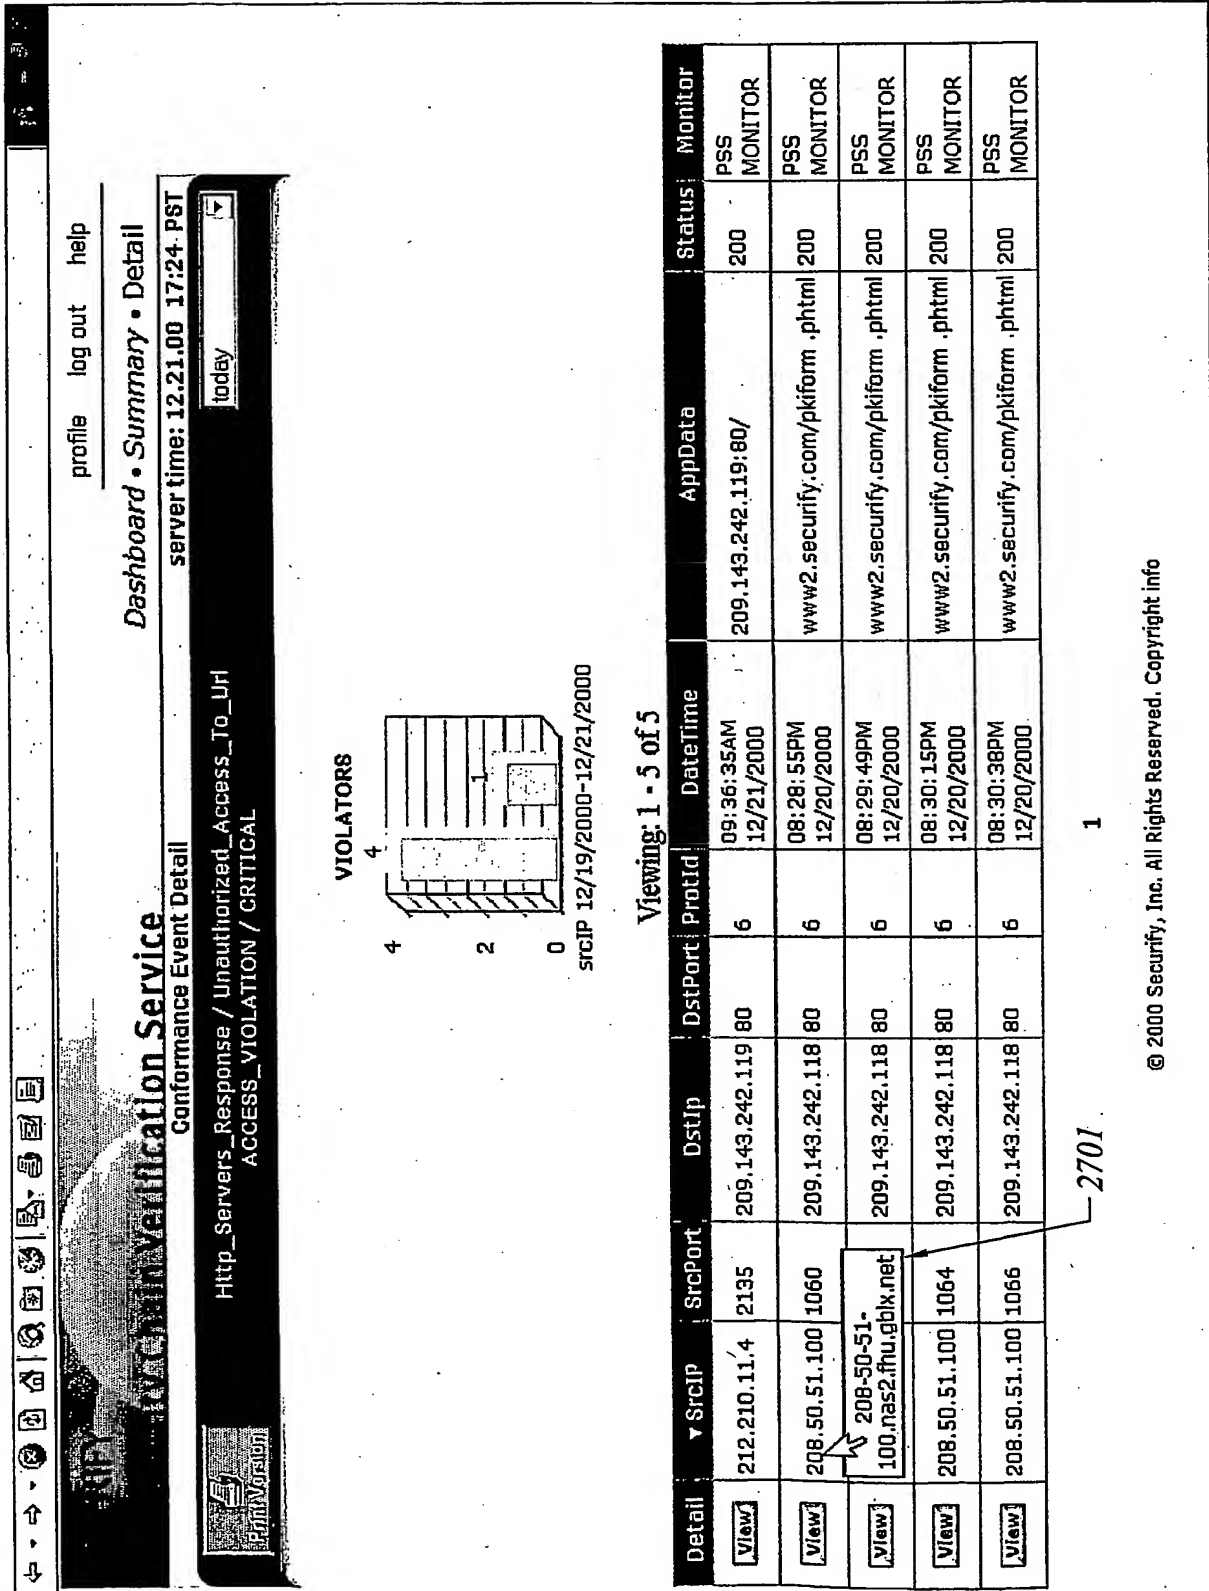 profile log out help
Dashboard • Summary • Detail
Verification Service
Conformance Event Detail
server time: 12.21.00 17:24 PST
Print Version
Http_Servers_Response / Unauthorized_Access_To_Url
ACCESS_VIOLATION / CRITICAL
today
VIOLATORS
4
4
1
2
0
srcIP 12/19/2000-12/21/2000
Viewing: 1 - 5 of 5
Detail ▼ SrcIP SrcPort DstIp DstPort ProtId DateTime AppData Status Monitor
View 212.210.11.4 2135 209.143.242.119 80 6 09:36:35AM 12/21/2000 209.143.242.119:80/ 200 PSS MONITOR
View 208.50.51.100 1060 209.143.242.118 80 6 08:28:55PM 12/20/2000 www2.securify.com/pkiform .phtml 200 PSS MONITOR
View 208-50-51-100.nas2.fhu.gblx.net 209.143.242.118 80 6 08:29:49PM 12/20/2000 www2.securify.com/pkiform .phtml 200 PSS MONITOR
View 208.50.51.100 1064 209.143.242.118 80 6 08:30:15PM 12/20/2000 www2.securify.com/pkiform .phtml 200 PSS MONITOR
View 208.50.51.100 1066 209.143.242.118 80 6 08:30:38PM 12/20/2000 www2.securify.com/pkiform .phtml 200 PSS MONITOR
2701
1
© 2000 Securify, Inc. All Rights Reserved. Copyright info